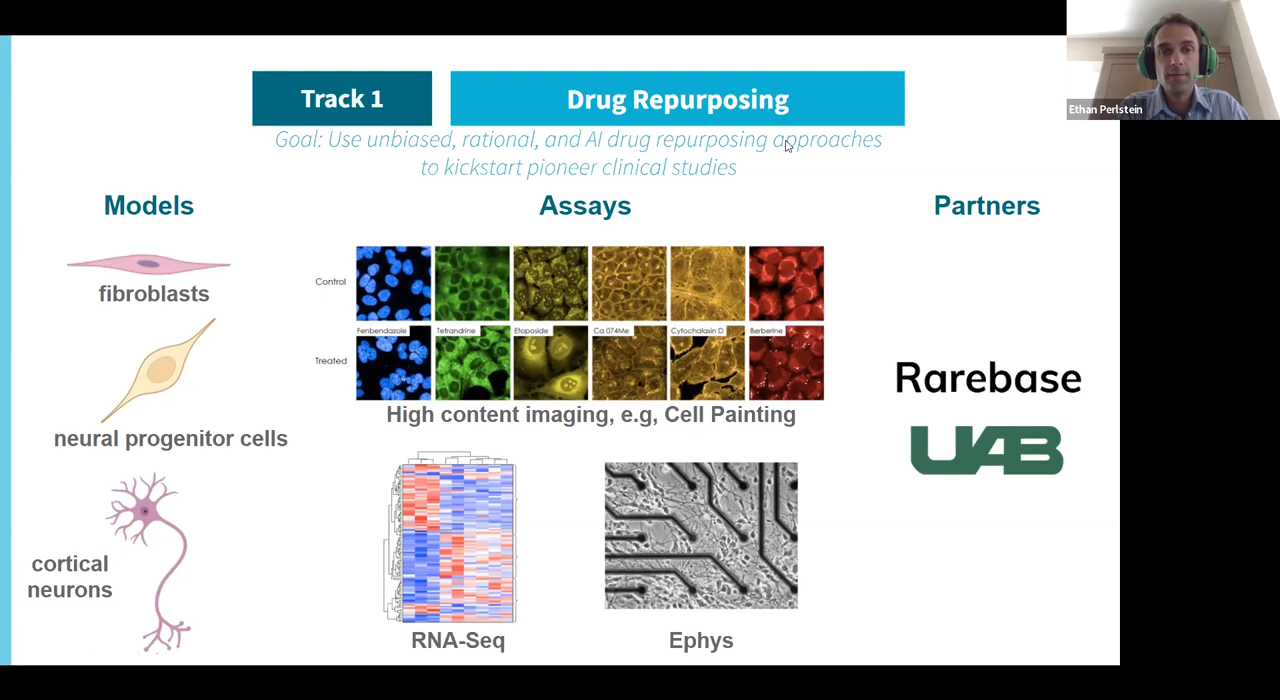 Track 1
Drug Repurposing
Ethan Perlstein
Goal: Use unbiased, rational, and AI drug repurposing approaches
to kickstart pioneer clinical studies
Models
Assays
Partners
fibroblasts
neural progenitor cells
cortical
neurons
Control
Fenbendazole
Tetrandrine
Etoposide
Ca 074Me
Cytochalasin D
Berberine
Treated
High content imaging, e.g, Cell Painting
RNA-Seq
Ephys
Rarebase
UAB